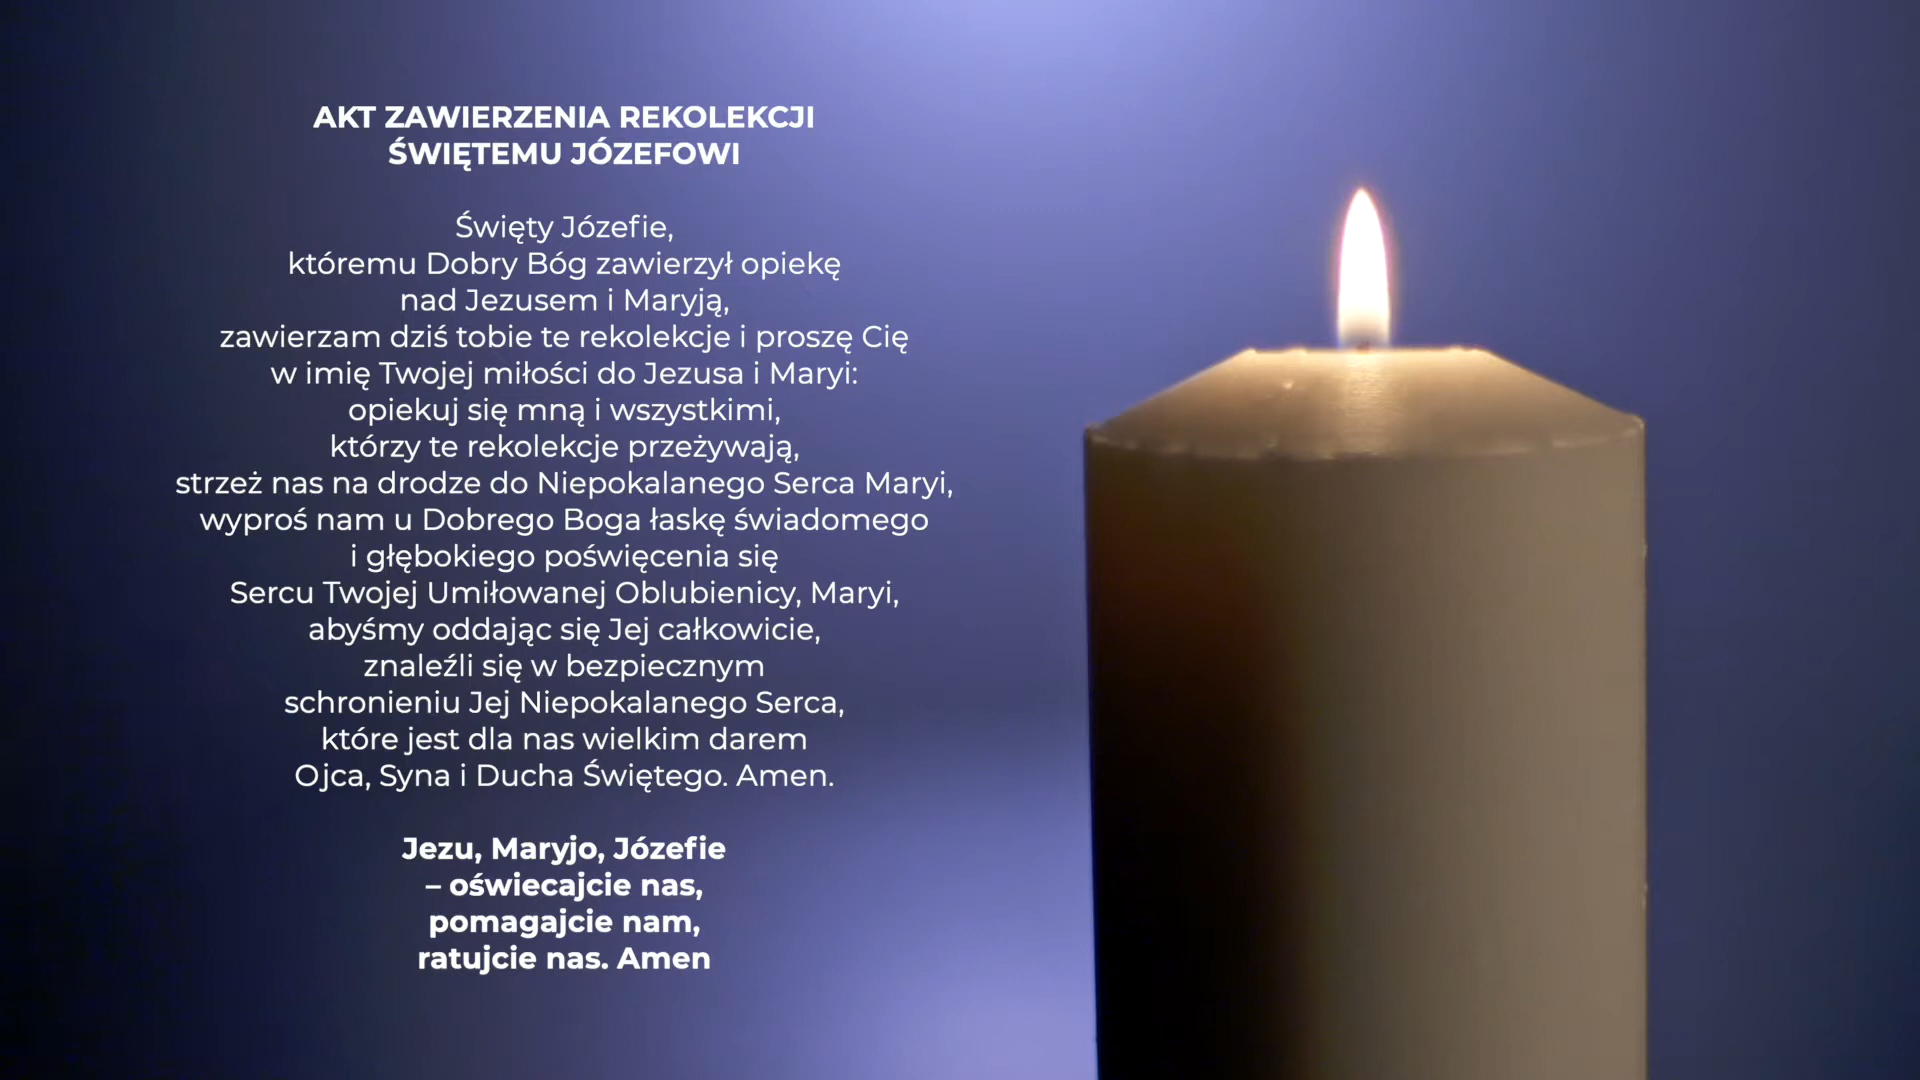 AKT ZAWIERZENIA REKOLEKCJI
ŚWIĘTEMU JÓZEFOWI
Święty Józefie,
któremu Dobry Bóg zawierzył opiekę
nad Jezusem i Maryją,
zawierzam dziś tobie te rekolekcje i proszę Cię
w imię Twojej miłości do Jezusa i Maryi:
opiekuj się mną i wszystkimi,
którzy te rekolekcje przeżywają,
strzeż nas na drodze do Niepokalanego Serca Maryi,
wyproś nam u Dobrego Boga łaskę świadomego
i głębokiego poświęcenia się
Sercu Twojej Umiłowanej Oblubienicy, Maryi,
abyśmy oddając się Jej całkowicie,
znaleźli się w bezpiecznym
schronieniu Jej Niepokalanego Serca,
które jest dla nas wielkim darem
Ojca, Syna i Ducha Świętego. Amen.
Jezu, Maryjo, Józefie
– oświecajcie nas,
pomagajcie nam,
ratujcie nas. Amen